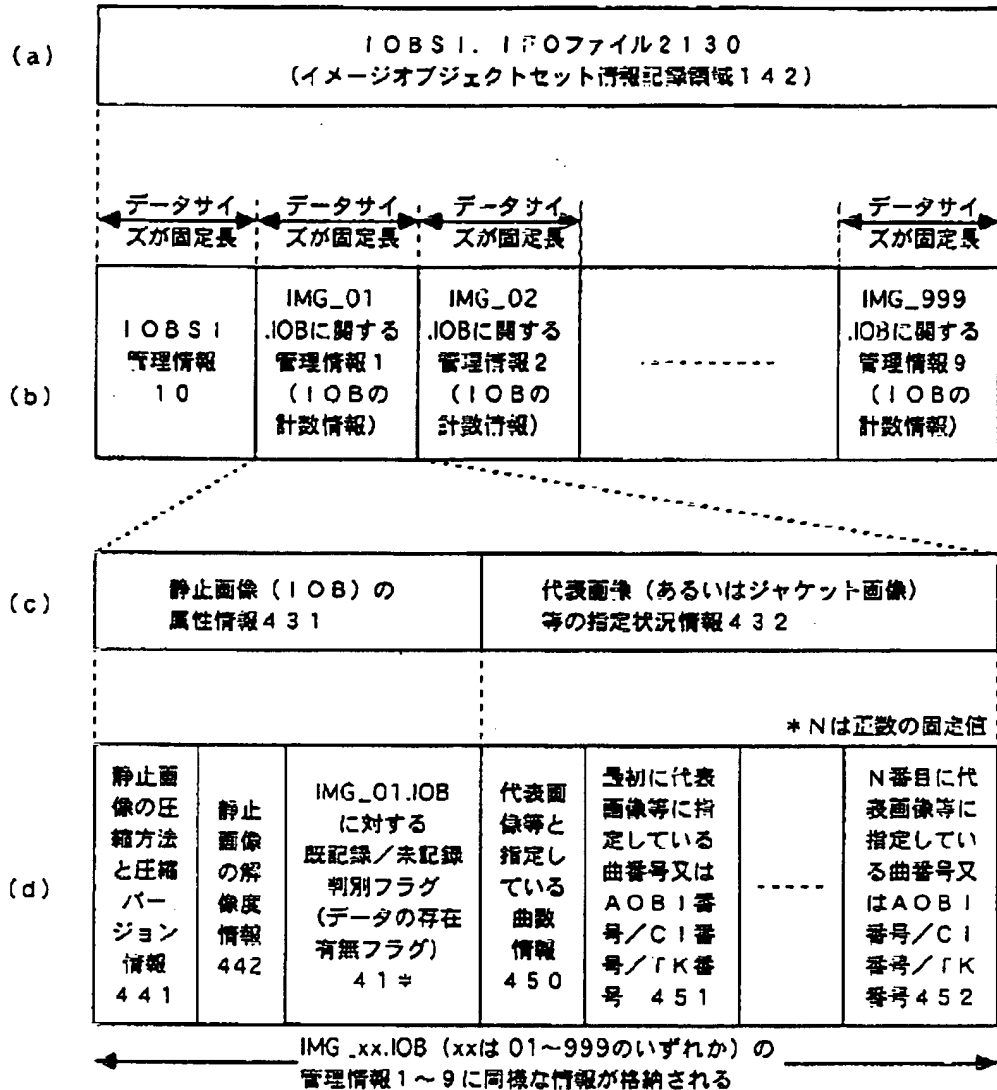 (a)
IOBSI.IFOファイル2130
(イメージオブジェクトセット情報記録領域142)
データサイ
ズが固定長
データサイ
ズが固定長
データサイ
ズが固定長
データサイ
ズが固定長
(b)
IOBSI
管理情報
10
IMG_01
.IOBに関する
管理情報1
(IOBの
計数情報)
IMG_02
.IOBに関する
管理情報2
(IOBの
計数情報)
IMG_999
.IOBに関する
管理情報9
(IOBの
計数情報)
(c)
静止画像(IOB)の
属性情報431
代表画像(あるいはジャケット画像)
等の指定状況情報432
*Nは正数の固定値
(d)
静止画
像の圧
縮方法
と圧縮
バー
ジョン
情報
441
静止
画像
の解
像度
情報
442
IMG_01.IOB
に対する
既記録/未記録
判別フラグ
(データの存在
有無フラグ)
代表画
像等と
指定し
ている
曲数
情報
450
最初に代表
画像等に指
定している
曲番号又は
AOBI番
号/CI番
号/TK番
号 451
N番目に代
表画像等に
指定してい
る曲番号又
はAOBI
番号/CI
番号/TK
番号452
IMG_xx.IOB(xxは01~999のいずれか)の
管理情報1~9に同様な情報が格納される